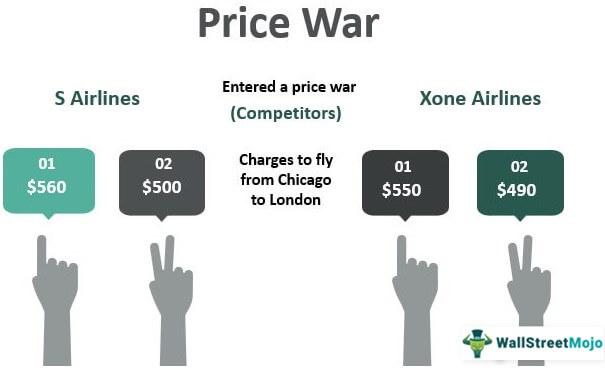 Price War
S Airlines
Entered a price war
(Competitors)
Xone Airlines
01
$560
02
$500
Charges to fly
from Chicago
to London
01
$550
02
$490
WallStreetMojo